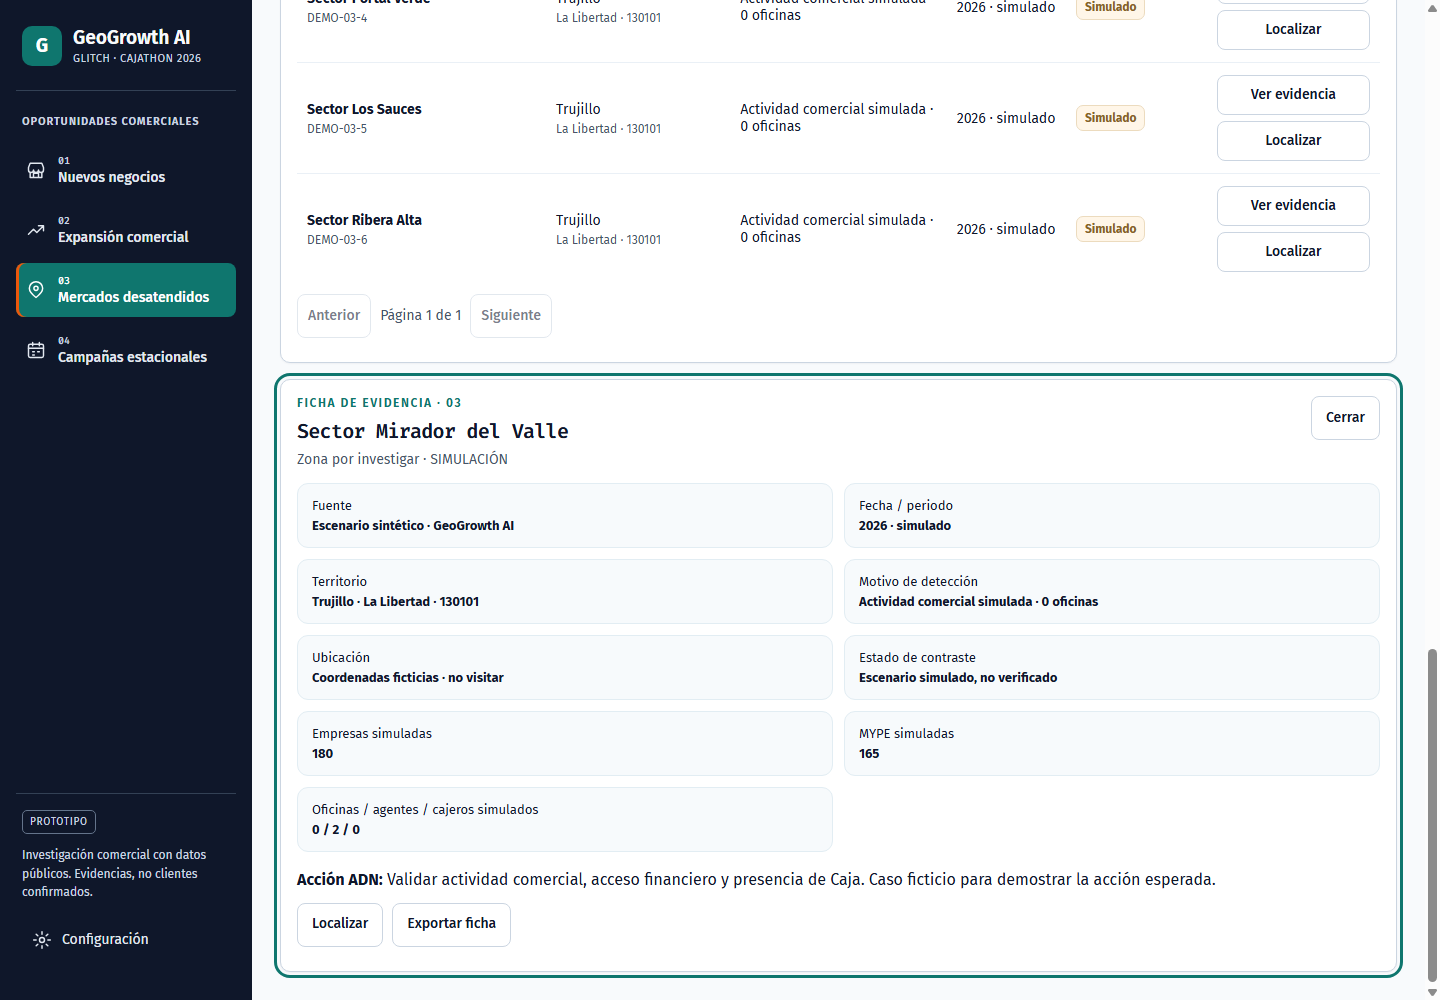 G
GeoGrowth AI
GLITCH · CAJATHON 2026
OPORTUNIDADES COMERCIALES
01
Nuevos negocios
02
Expansión comercial
03
Mercados desatendidos
04
Campañas estacionales
PROTOTIPO
Investigación comercial con datos
públicos. Evidencias, no clientes
confirmados.
Configuración
DEMO-03-4
Trujillo
La Libertad · 130101
Actividad comercial simulada ·
0 oficinas
2026 · simulado
Simulado
Localizar
Sector Los Sauces
DEMO-03-5
Trujillo
La Libertad · 130101
Actividad comercial simulada ·
0 oficinas
2026 · simulado
Simulado
Ver evidencia
Localizar
Sector Ribera Alta
DEMO-03-6
Trujillo
La Libertad · 130101
Actividad comercial simulada ·
0 oficinas
2026 · simulado
Simulado
Ver evidencia
Localizar
Anterior
Página 1 de 1
Siguiente
FICHA DE EVIDENCIA · 03
Sector Mirador del Valle
Zona por investigar · SIMULACIÓN
Cerrar
Fuente
Escenario sintético · GeoGrowth AI
Fecha / periodo
2026 · simulado
Territorio
Trujillo · La Libertad · 130101
Motivo de detección
Actividad comercial simulada · 0 oficinas
Ubicación
Coordenadas ficticias · no visitar
Estado de contraste
Escenario simulado, no verificado
Empresas simuladas
180
MYPE simuladas
165
Oficinas / agentes / cajeros simulados
0 / 2 / 0
Acción ADN: Validar actividad comercial, acceso financiero y presencia de Caja. Caso ficticio para demostrar la acción esperada.
Localizar
Exportar ficha